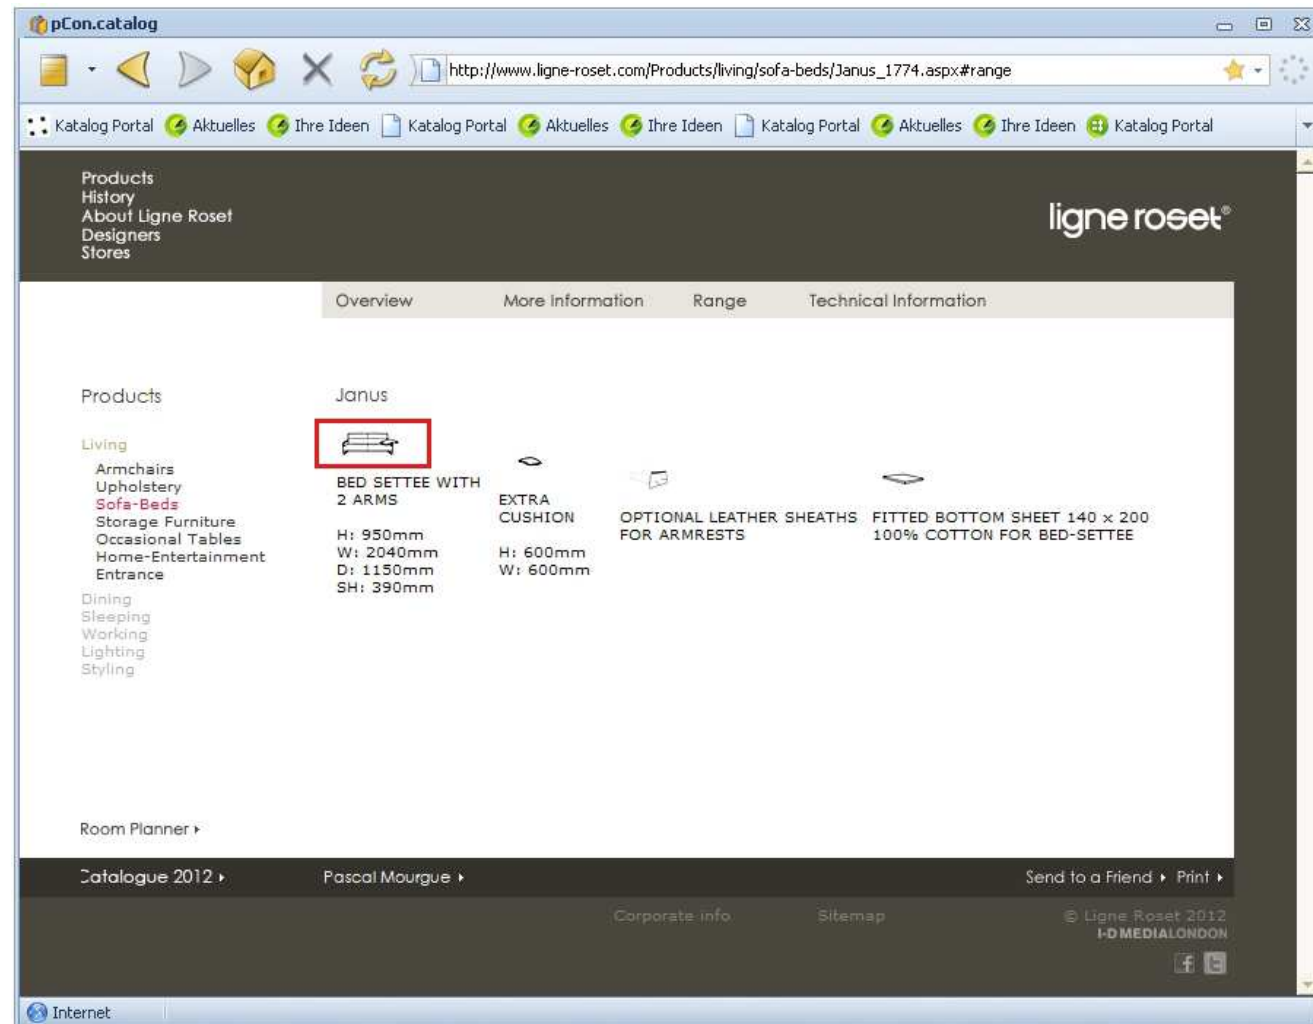 pCon.catalog
http://www.ligne-roset.com/Products/living/sofa-beds/Janus_1774.aspx#range
Katalog Portal Aktuelles Ihre Ideen Katalog Portal Aktuelles Ihre Ideen Katalog Portal Aktuelles Ihre Ideen Katalog Portal
Products
History
About Ligne Roset
Designers
Stores
ligne roset®
Overview More Information Range Technical Information
Products
Living
Armchairs
Upholstery
Sofa-Beds
Storage Furniture
Occasional Tables
Home-Entertainment
Entrance
Dining
Sleeping
Working
Lighting
Styling
Janus
BED SETTEE WITH
2 ARMS
H: 950mm
W: 2040mm
D: 1150mm
SH: 390mm
EXTRA
CUSHION
H: 600mm
W: 600mm
OPTIONAL LEATHER SHEATHS
FOR ARMRESTS
FITTED BOTTOM SHEET 140 x 200
100% COTTON FOR BED-SETTEE
Room Planner
Catalogue 2012 Pascal Mourgue Send to a Friend Print
Corporate info Sitemap © Ligne Roset 2012
I-D MEDIALONDON
Internet